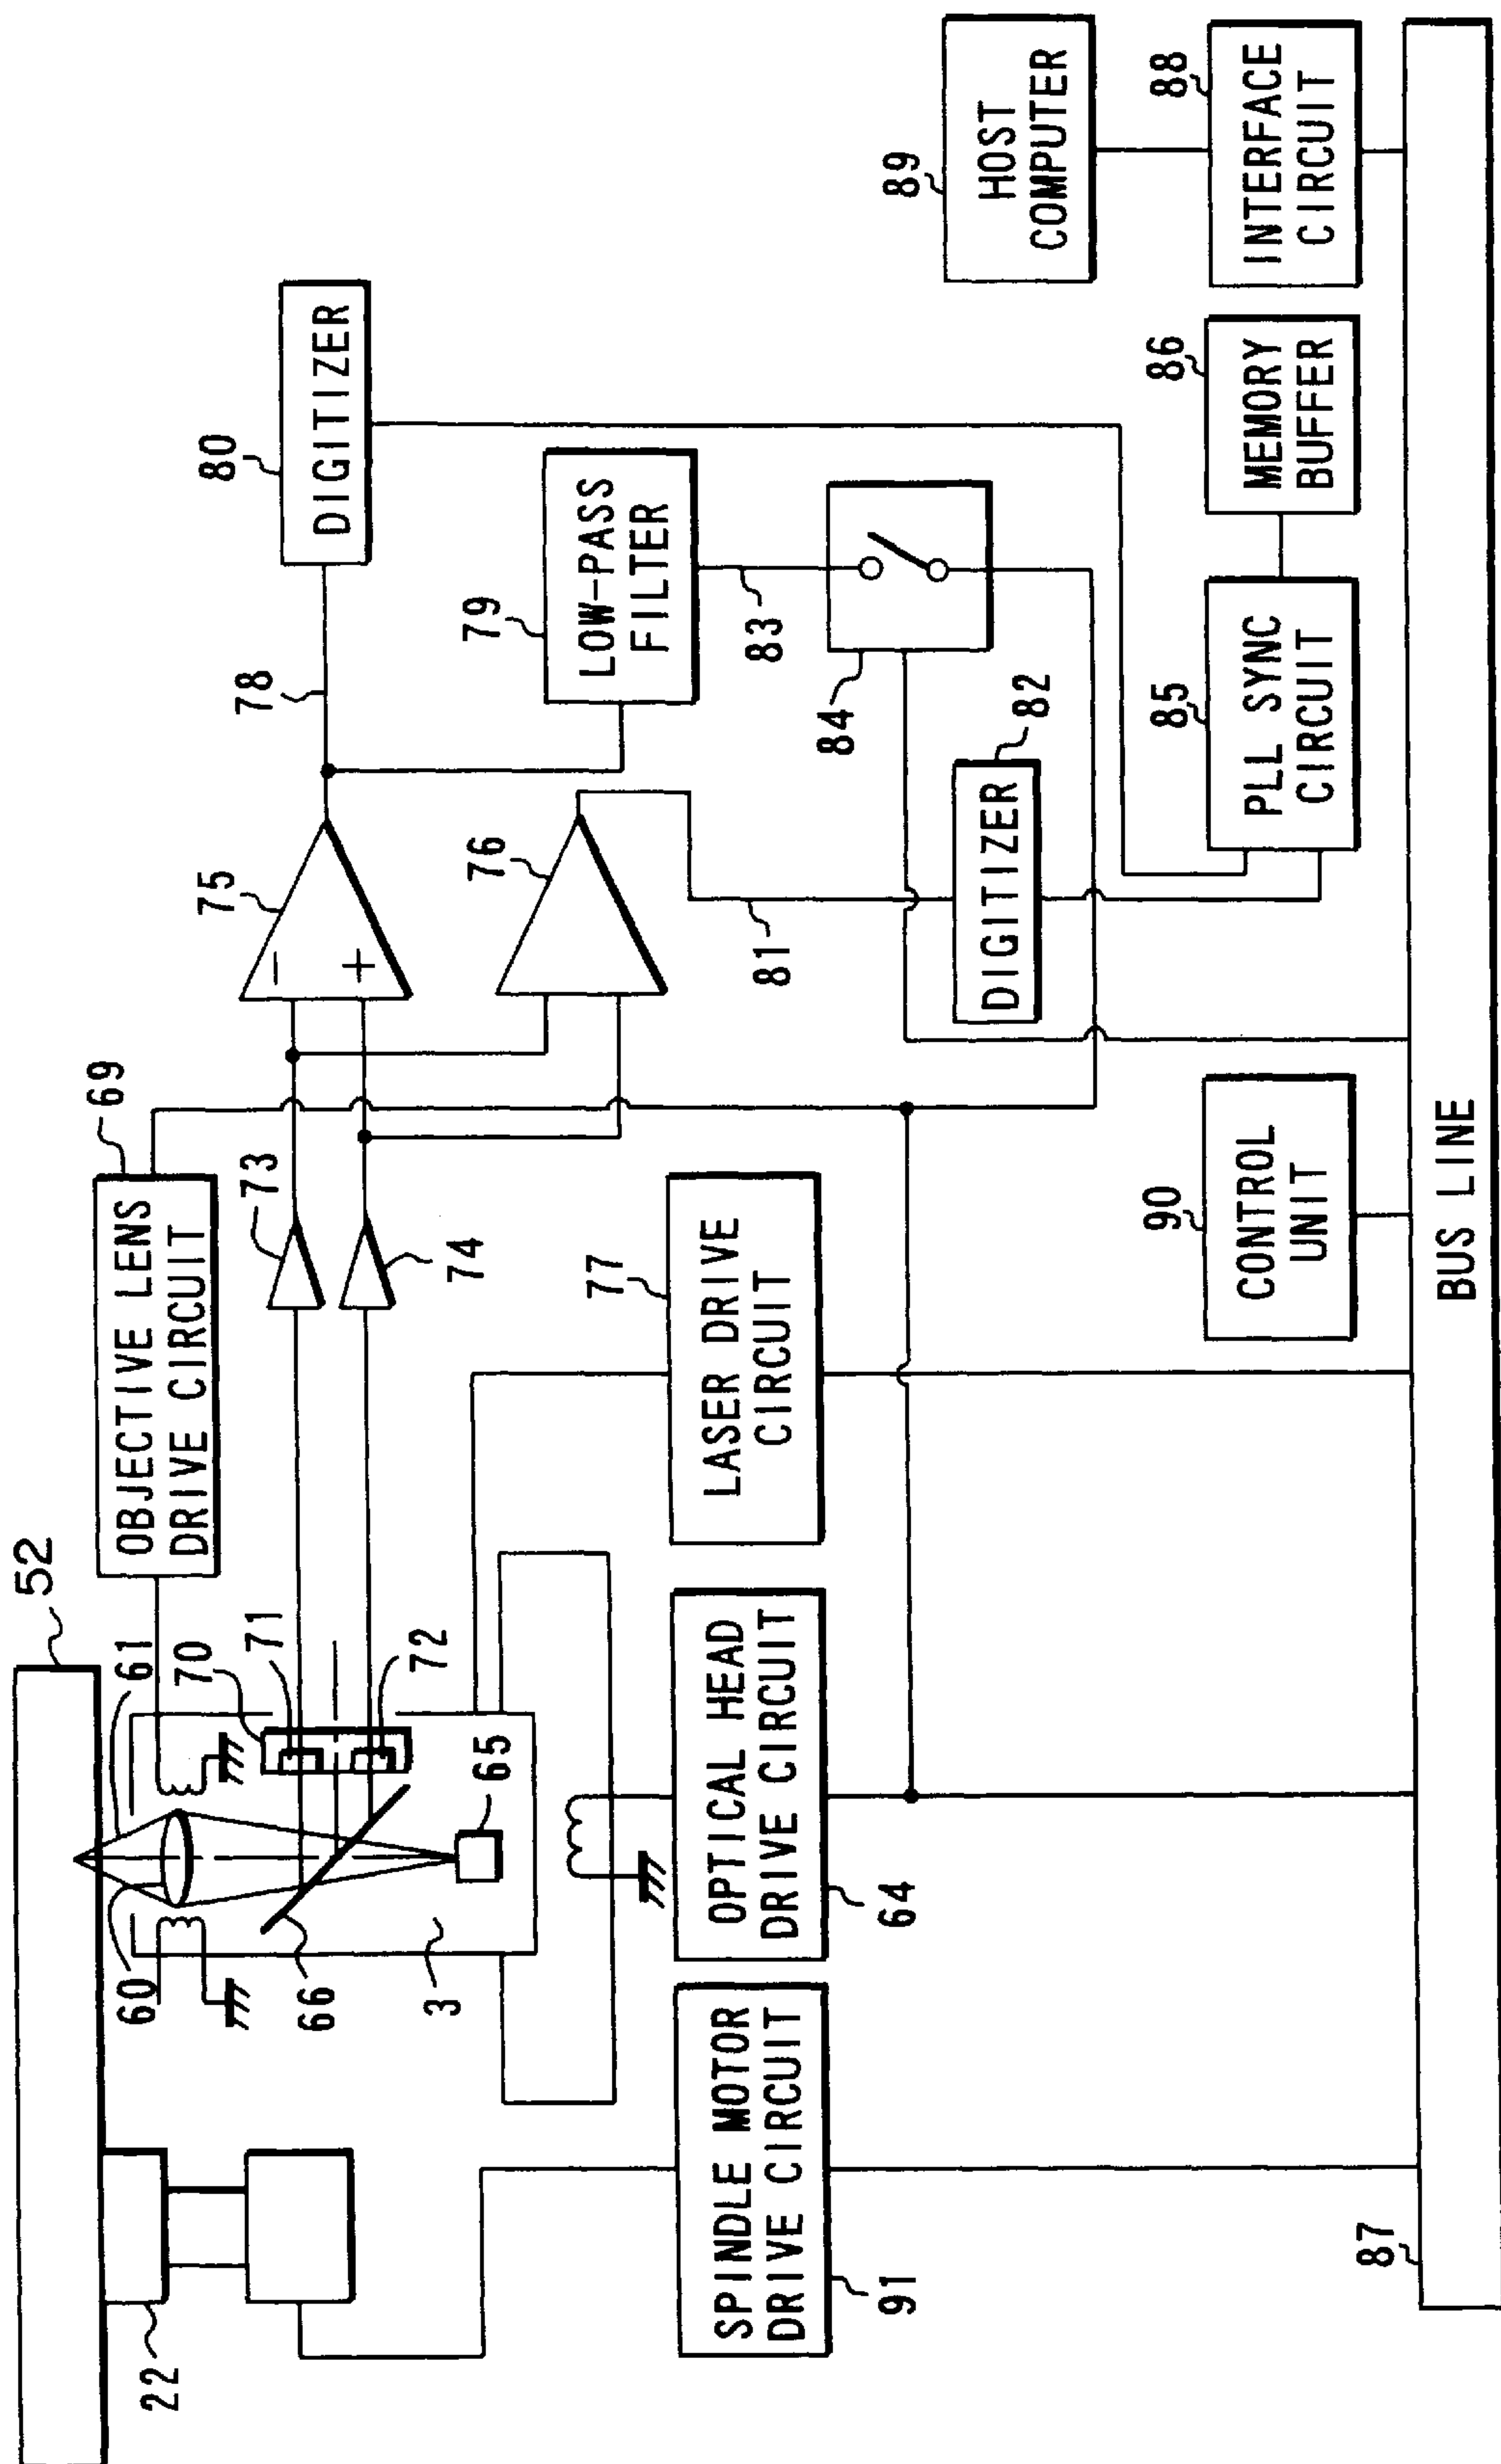 52
22
60
61
66
3
70
71
72
65
69
OBJECTIVE LENS
DRIVE CIRCUIT
73
74
75
−
+
76
78
80
DIGITIZER
79
LOW-PASS
FILTER
83
84
81
82
DIGITIZER
77
LASER DRIVE
CIRCUIT
OPTICAL HEAD
DRIVE CIRCUIT
64
SPINDLE MOTOR
DRIVE CIRCUIT
91
90
CONTROL
UNIT
85
PLL SYNC
CIRCUIT
86
MEMORY
BUFFER
89
HOST
COMPUTER
88
INTERFACE
CIRCUIT
87
BUS LINE